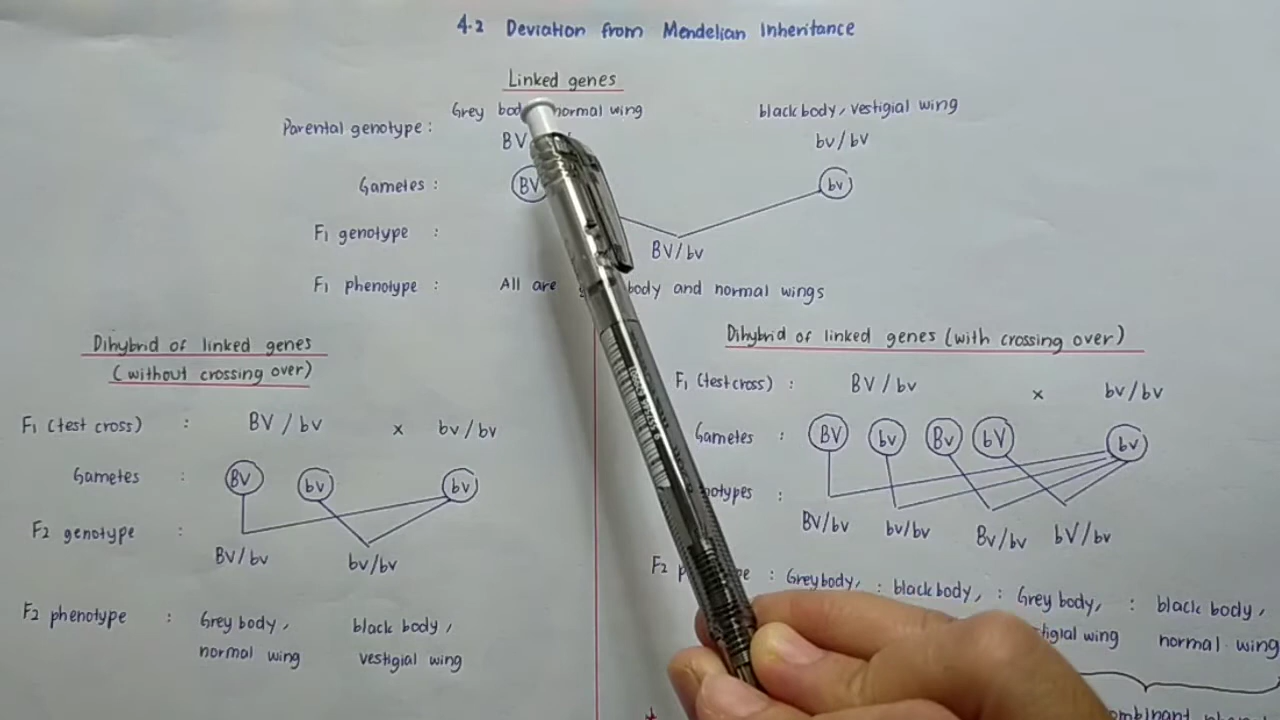 4.2 Deviation from Mendelian Inheritance
Linked genes
Grey normal wing
black body, vestigial wing
Parental genotype :
BV
bv/bv
Gametes :
BV
bv
F1 genotype :
BV/bv
F1 phenotype : All are body and normal wings
Dihybrid of linked genes
(without crossing over)
F1 (test cross) : BV / bv x bv/bv
Gametes : BV bv bv
F2 genotype :
BV/bv bv/bv
F2 phenotype : Grey body, black body,
normal wing vestigial wing
Dihybrid of linked genes (with crossing over)
F1 (test cross) : BV / bv x bv/bv
Gametes : BV bv Bv bV bv
:
BV/bv bv/bv Bv/bv bV/bv
F2 : Grey body, : black body, : Grey body, : black body,
wing normal wing